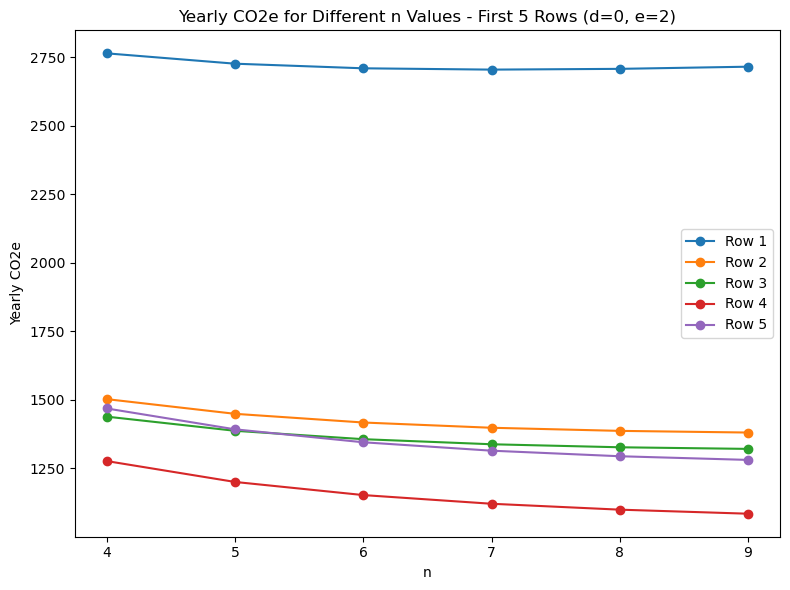 Yearly CO2e for Different n Values - First 5 Rows (d=0, e=2)
Yearly CO2e
2750
2500
2250
2000
1750
1500
1250
Row 1
Row 2
Row 3
Row 4
Row 5
4 5 6 7 8 9
n